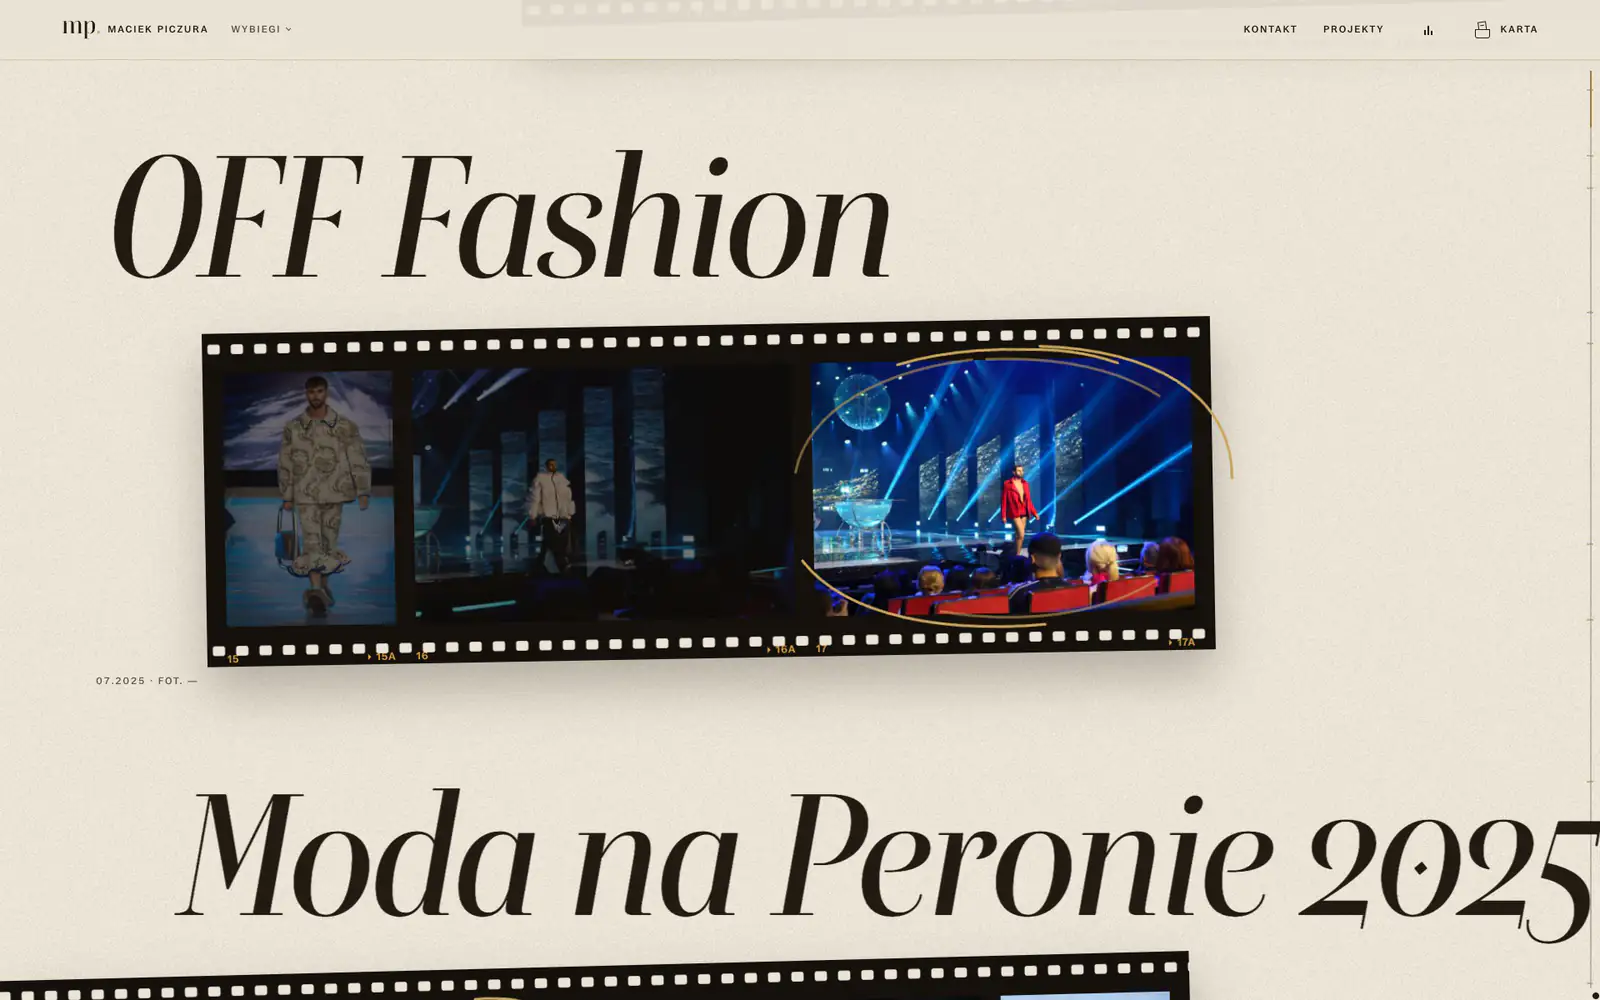 mp. MACIEK PICZURA WYBIEGI KONTAKT PROJEKTY KARTA
OFF Fashion
15 15A 16 16A 17 17A
07.2025 · FOT. —
Moda na Peronie 2025